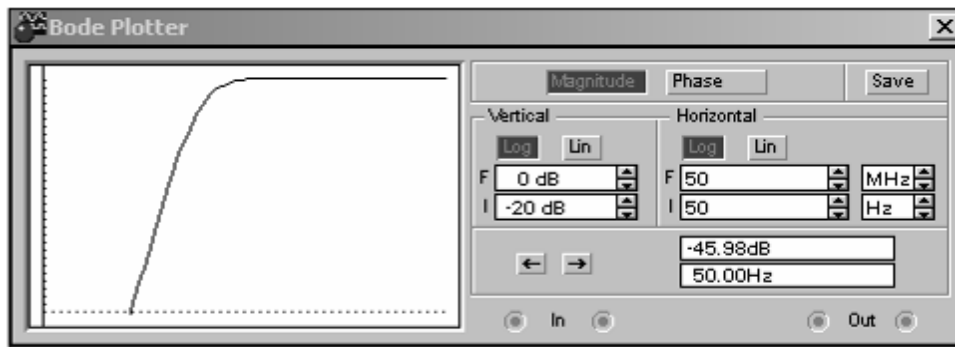 Bode Plotter
Magnitude Phase Save
Vertical Horizontal
Log Lin Log Lin
F 0 dB F 50 MHz
I -20 dB I 50 Hz
-45.98dB
50.00Hz
In Out